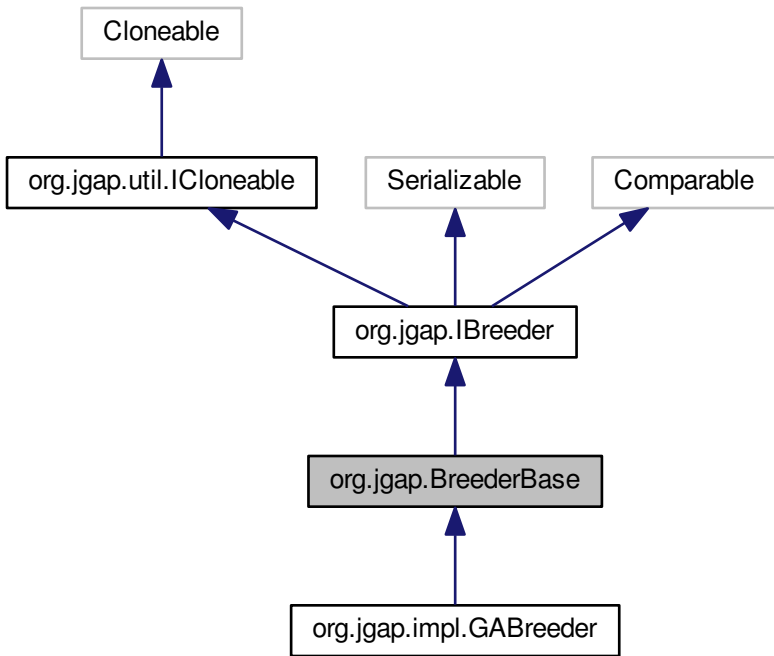 Cloneable
org.jgap.util.ICloneable
Serializable
Comparable
org.jgap.IBreeder
org.jgap.BreederBase
org.jgap.impl.GABreeder